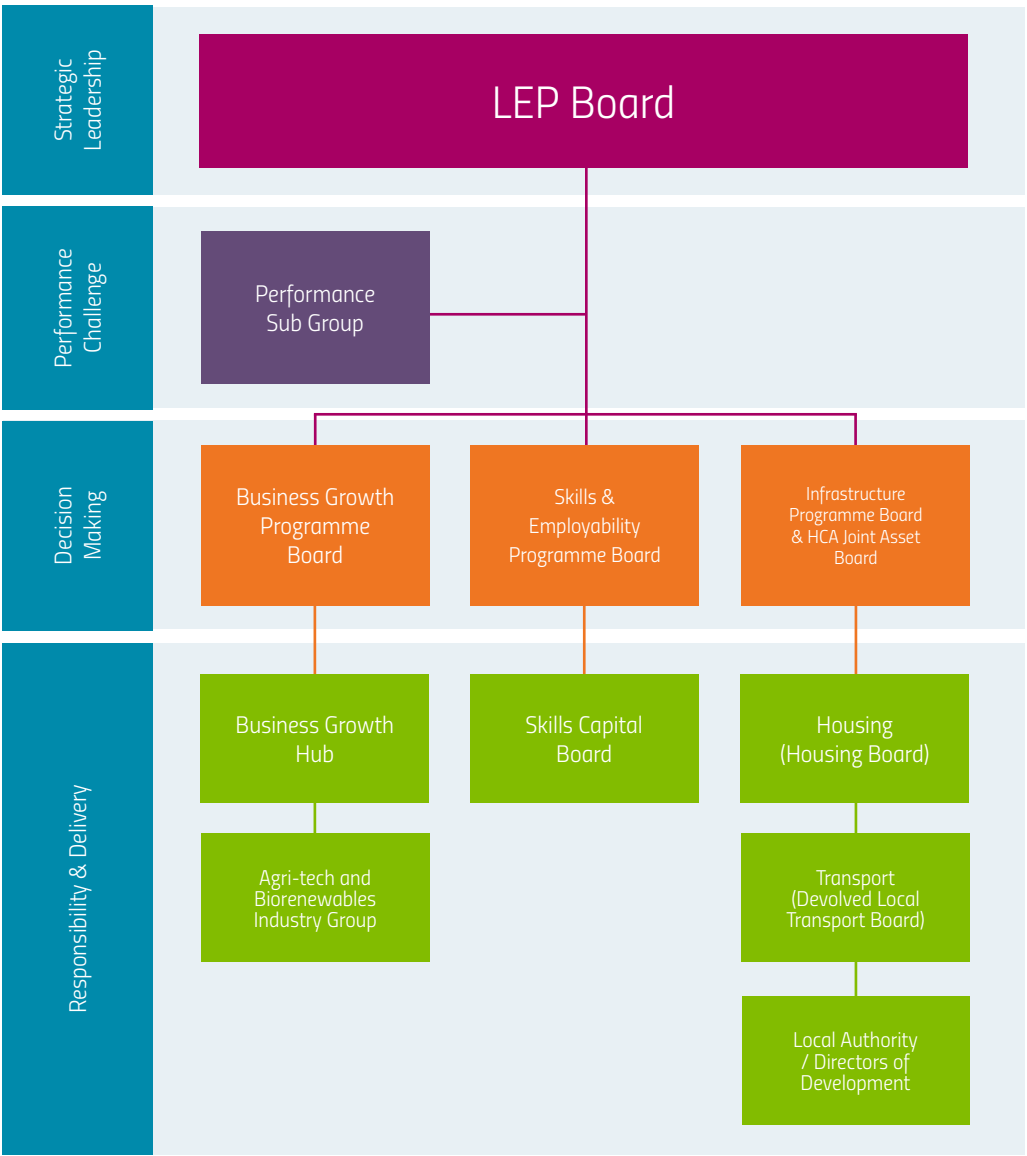 Strategic
Leadership
LEP Board
Performance
Challenge
Performance
Sub Group
Decision
Making
Business Growth
Programme
Board
Skills &
Employability
Programme Board
Infrastructure
Programme Board
& HCA Joint Asset
Board
Responsibility & Delivery
Business Growth
Hub
Skills Capital
Board
Housing
(Housing Board)
Agri-tech and
Biorenewables
Industry Group
Transport
(Devolved Local
Transport Board)
Local Authority
/ Directors of
Development